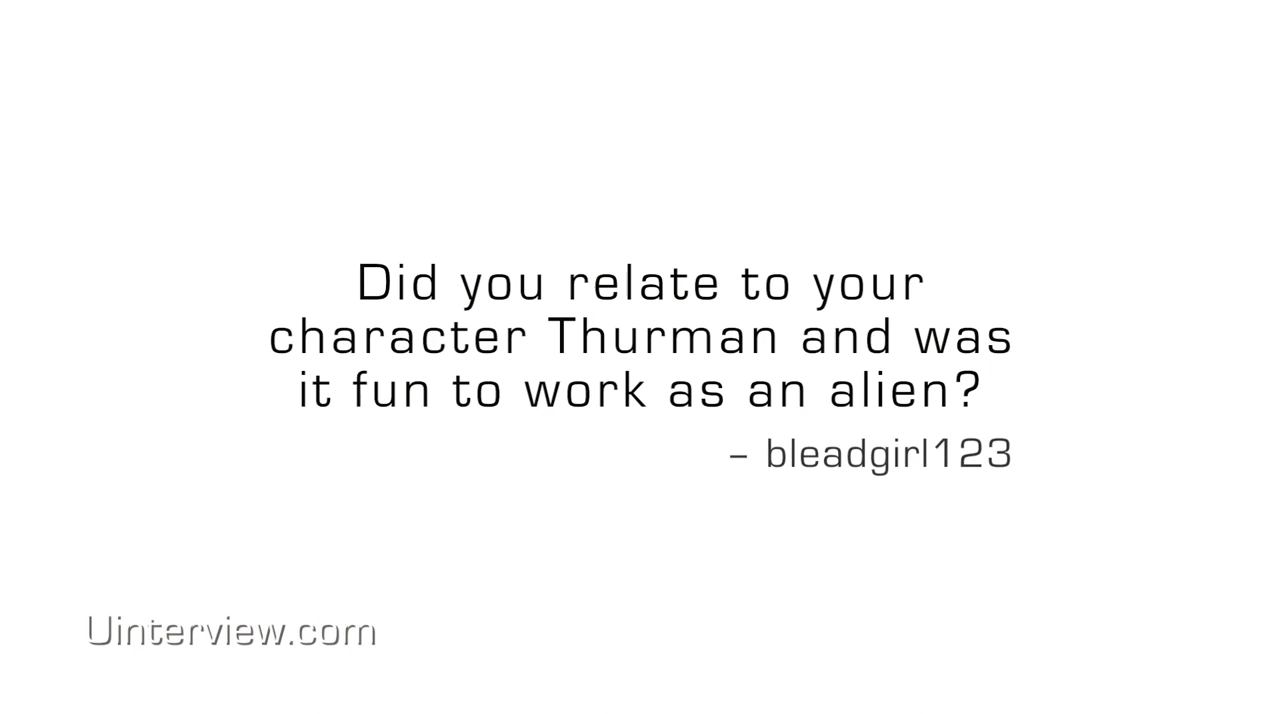 Did you relate to your
character Thurman and was
it fun to work as an alien?
– bleadgirl123
Uinterview.com